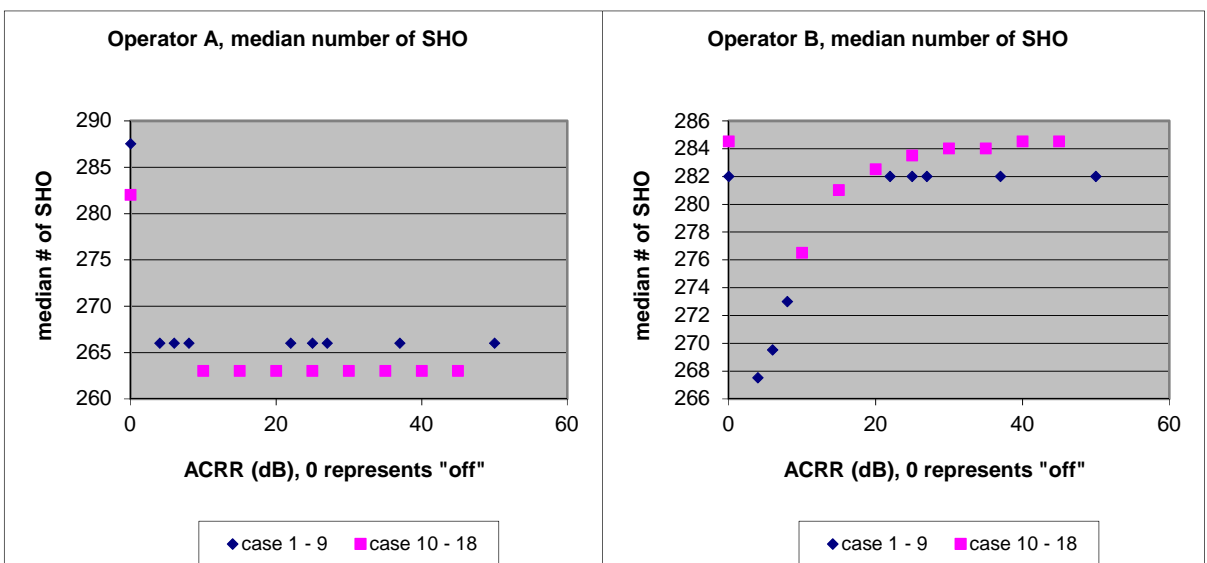 Operator A, median number of SHO
290
285
280
275
270
265
260
median # of SHO
0 20 40 60
ACRR (dB), 0 represents "off"
case 1 - 9 case 10 - 18
Operator B, median number of SHO
286
284
282
280
278
276
274
272
270
268
266
median # of SHO
0 20 40 60
ACRR (dB), 0 represents "off"
case 1 - 9 case 10 - 18